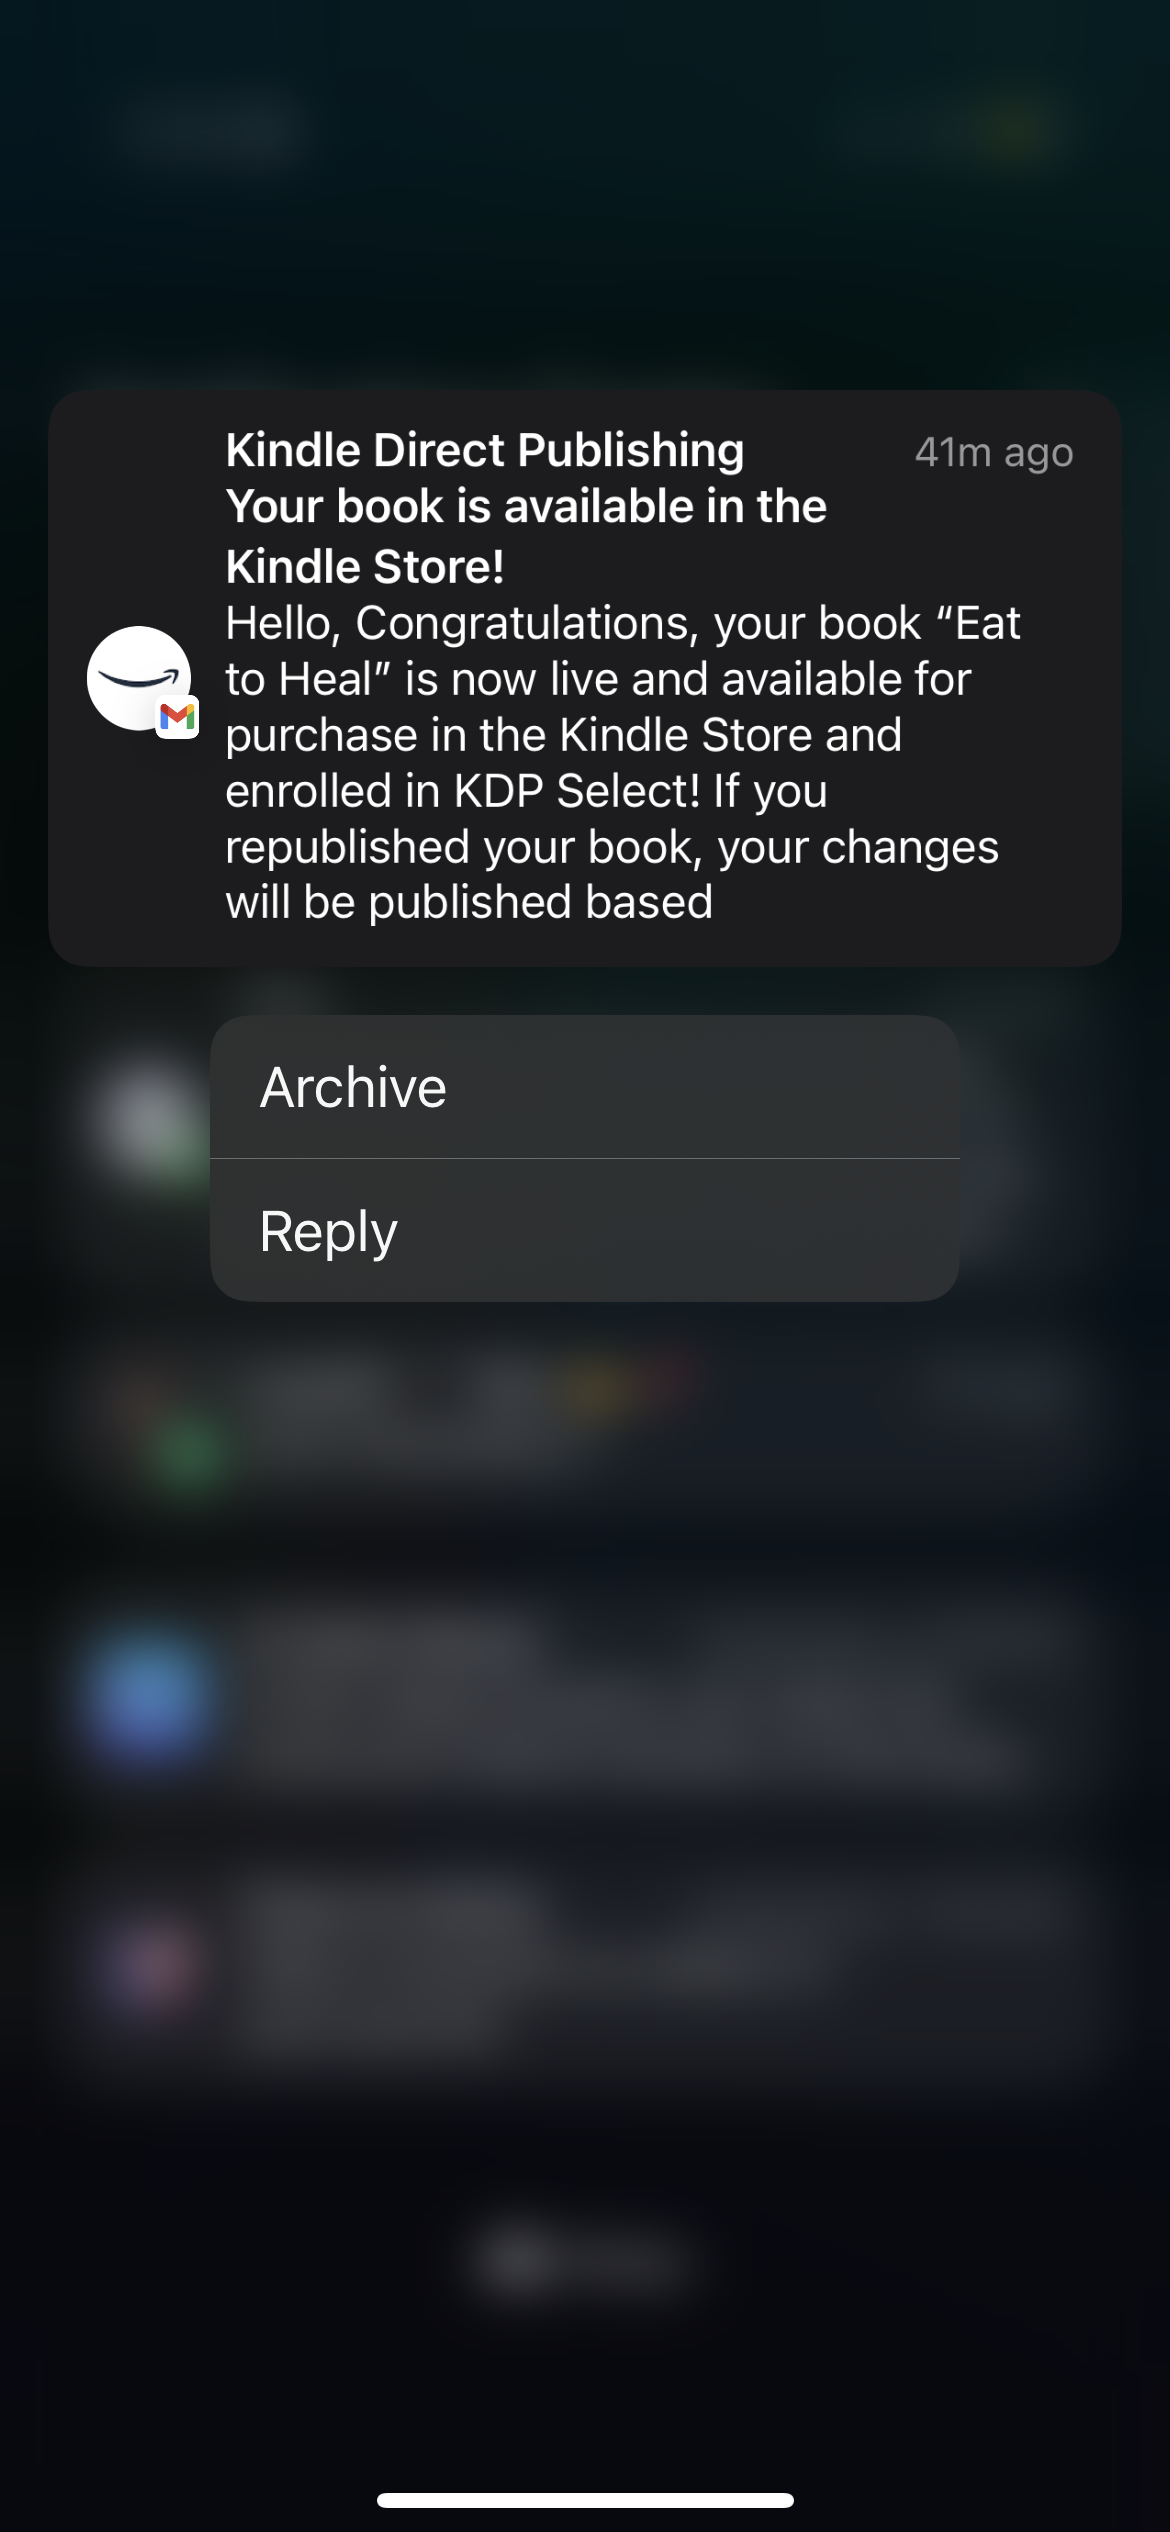 Kindle Direct Publishing 41m ago
Your book is available in the
Kindle Store!
Hello, Congratulations, your book “Eat
to Heal” is now live and available for
purchase in the Kindle Store and
enrolled in KDP Select! If you
republished your book, your changes
will be published based
Archive
Reply